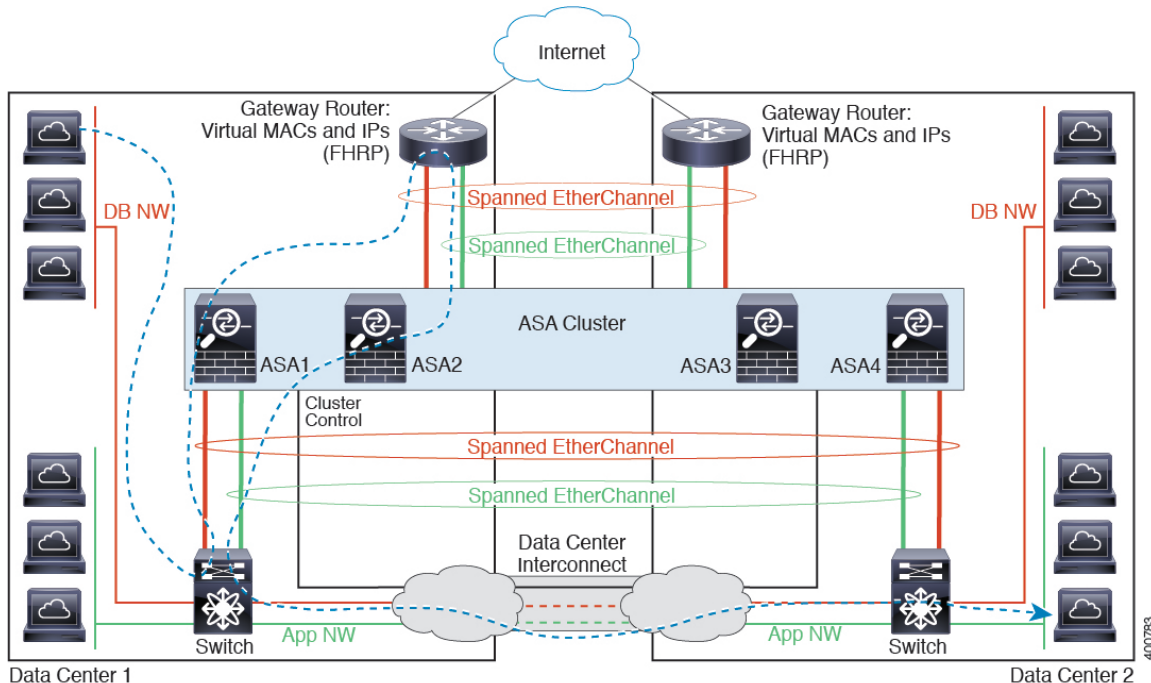 Internet
Gateway Router:
Virtual MACs and IPs
(FHRP)
Gateway Router:
Virtual MACs and IPs
(FHRP)
DB NW
Spanned EtherChannel
DB NW
Spanned EtherChannel
ASA Cluster
ASA1
ASA2
ASA3
ASA4
Cluster
Control
Spanned EtherChannel
Spanned EtherChannel
Data Center
Interconnect
App NW
App NW
Switch
Switch
400783
Data Center 1
Data Center 2